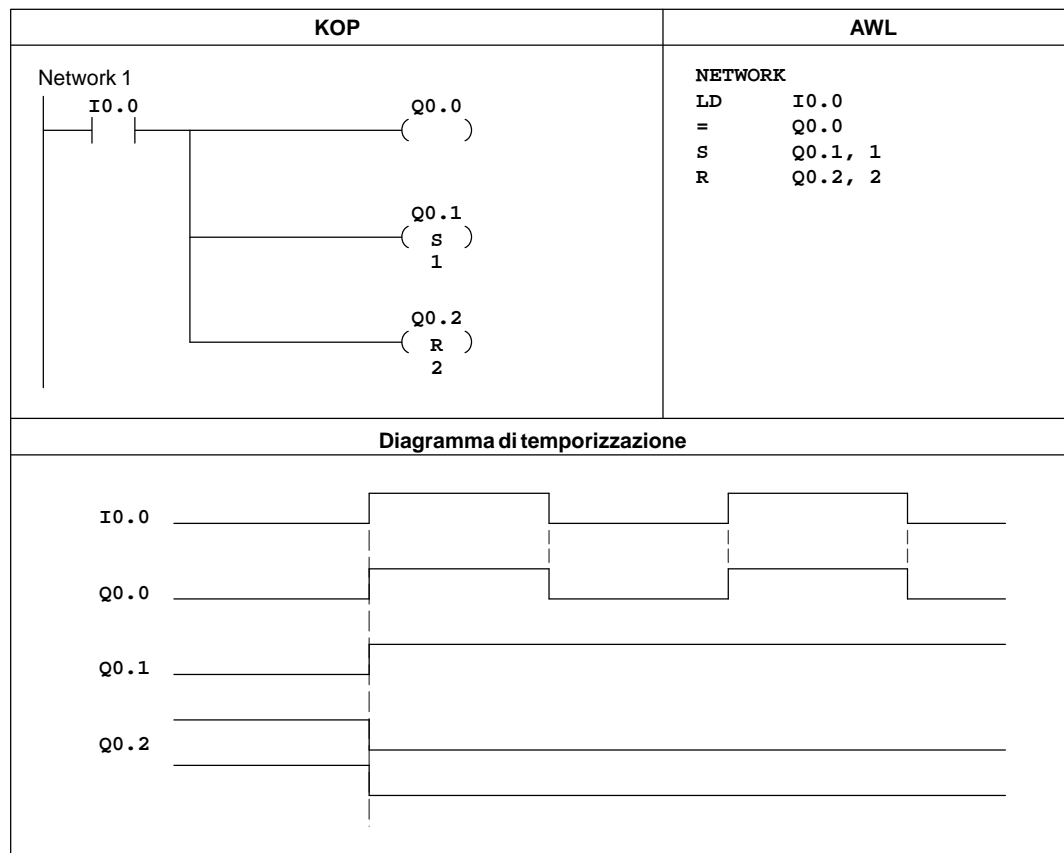 KOP
AWL
Network 1
I0.0
Q0.0
( )
Q0.1
( S )
1
Q0.2
( R )
2
NETWORK
LD I0.0
= Q0.0
S Q0.1, 1
R Q0.2, 2
Diagramma di temporizzazione
I0.0
Q0.0
Q0.1
Q0.2